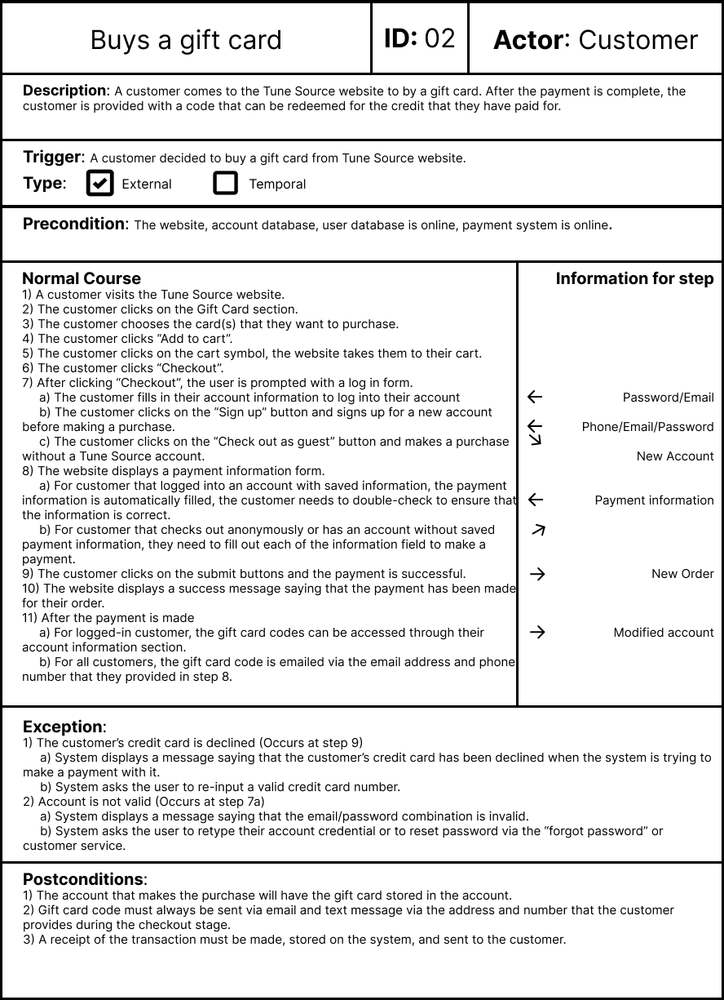 Buys a gift card
ID: 02
Actor: Customer
Description: A customer comes to the Tune Source website to by a gift card. After the payment is complete, the
customer is provided with a code that can be redeemed for the credit that they have paid for.
Trigger: A customer decided to buy a gift card from Tune Source website.
Type: External Temporal
Precondition: The website, account database, user database is online, payment system is online.
Normal Course
1) A customer visits the Tune Source website.
2) The customer clicks on the Gift Card section.
3) The customer chooses the card(s) that they want to purchase.
4) The customer clicks “Add to cart”.
5) The customer clicks on the cart symbol, the website takes them to their cart.
6) The customer clicks “Checkout”.
7) After clicking “Checkout”, the user is prompted with a log in form.
a) The customer fills in their account information to log into their account
b) The customer clicks on the “Sign up” button and signs up for a new account
before making a purchase.
c) The customer clicks on the “Check out as guest” button and makes a purchase
without a Tune Source account.
8) The website displays a payment information form.
a) For customer that logged into an account with saved information, the payment
information is automatically filled, the customer needs to double-check to ensure that
the information is correct.
b) For customer that checks out anonymously or has an account without saved
payment information, they need to fill out each of the information field to make a
payment.
9) The customer clicks on the submit buttons and the payment is successful.
10) The website displays a success message saying that the payment has been made
for their order.
11) After the payment is made
a) For logged-in customer, the gift card codes can be accessed through their
account information section.
b) For all customers, the gift card code is emailed via the email address and phone
number that they provided in step 8.
Information for step
← Password/Email
← Phone/Email/Password
↘
New Account
← Payment information
↗
→ New Order
→ Modified account
Exception:
1) The customer’s credit card is declined (Occurs at step 9)
a) System displays a message saying that the customer’s credit card has been declined when the system is trying to
make a payment with it.
b) System asks the user to re-input a valid credit card number.
2) Account is not valid (Occurs at step 7a)
a) System displays a message saying that the email/password combination is invalid.
b) System asks the user to retype their account credential or to reset password via the “forgot password” or
customer service.
Postconditions:
1) The account that makes the purchase will have the gift card stored in the account.
2) Gift card code must always be sent via email and text message via the address and number that the customer
provides during the checkout stage.
3) A receipt of the transaction must be made, stored on the system, and sent to the customer.